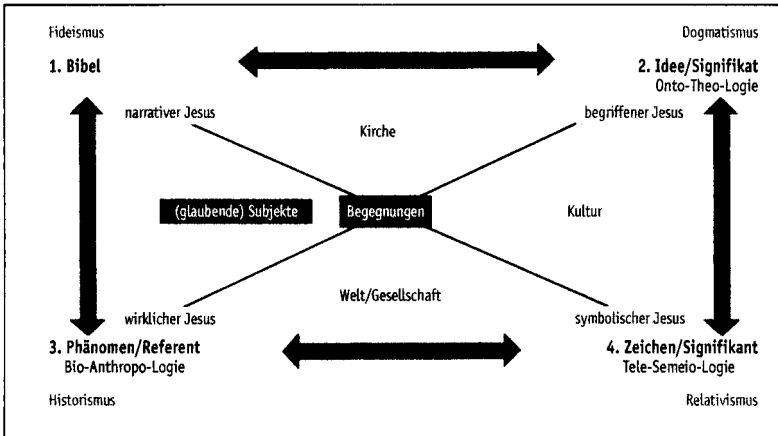 Fideismus
Dogmatismus
1. Bibel
2. Idee/Signifikat
Onto-Theo-Logie
narrativer Jesus
begriffener Jesus
Kirche
(glaubende) Subjekte
Begegnungen
Kultur
Welt/Gesellschaft
wirklicher Jesus
symbolischer Jesus
3. Phänomen/Referent
4. Zeichen/Signifikant
Bio-Anthropo-Logie
Tele-Semeio-Logie
Historismus
Relativismus